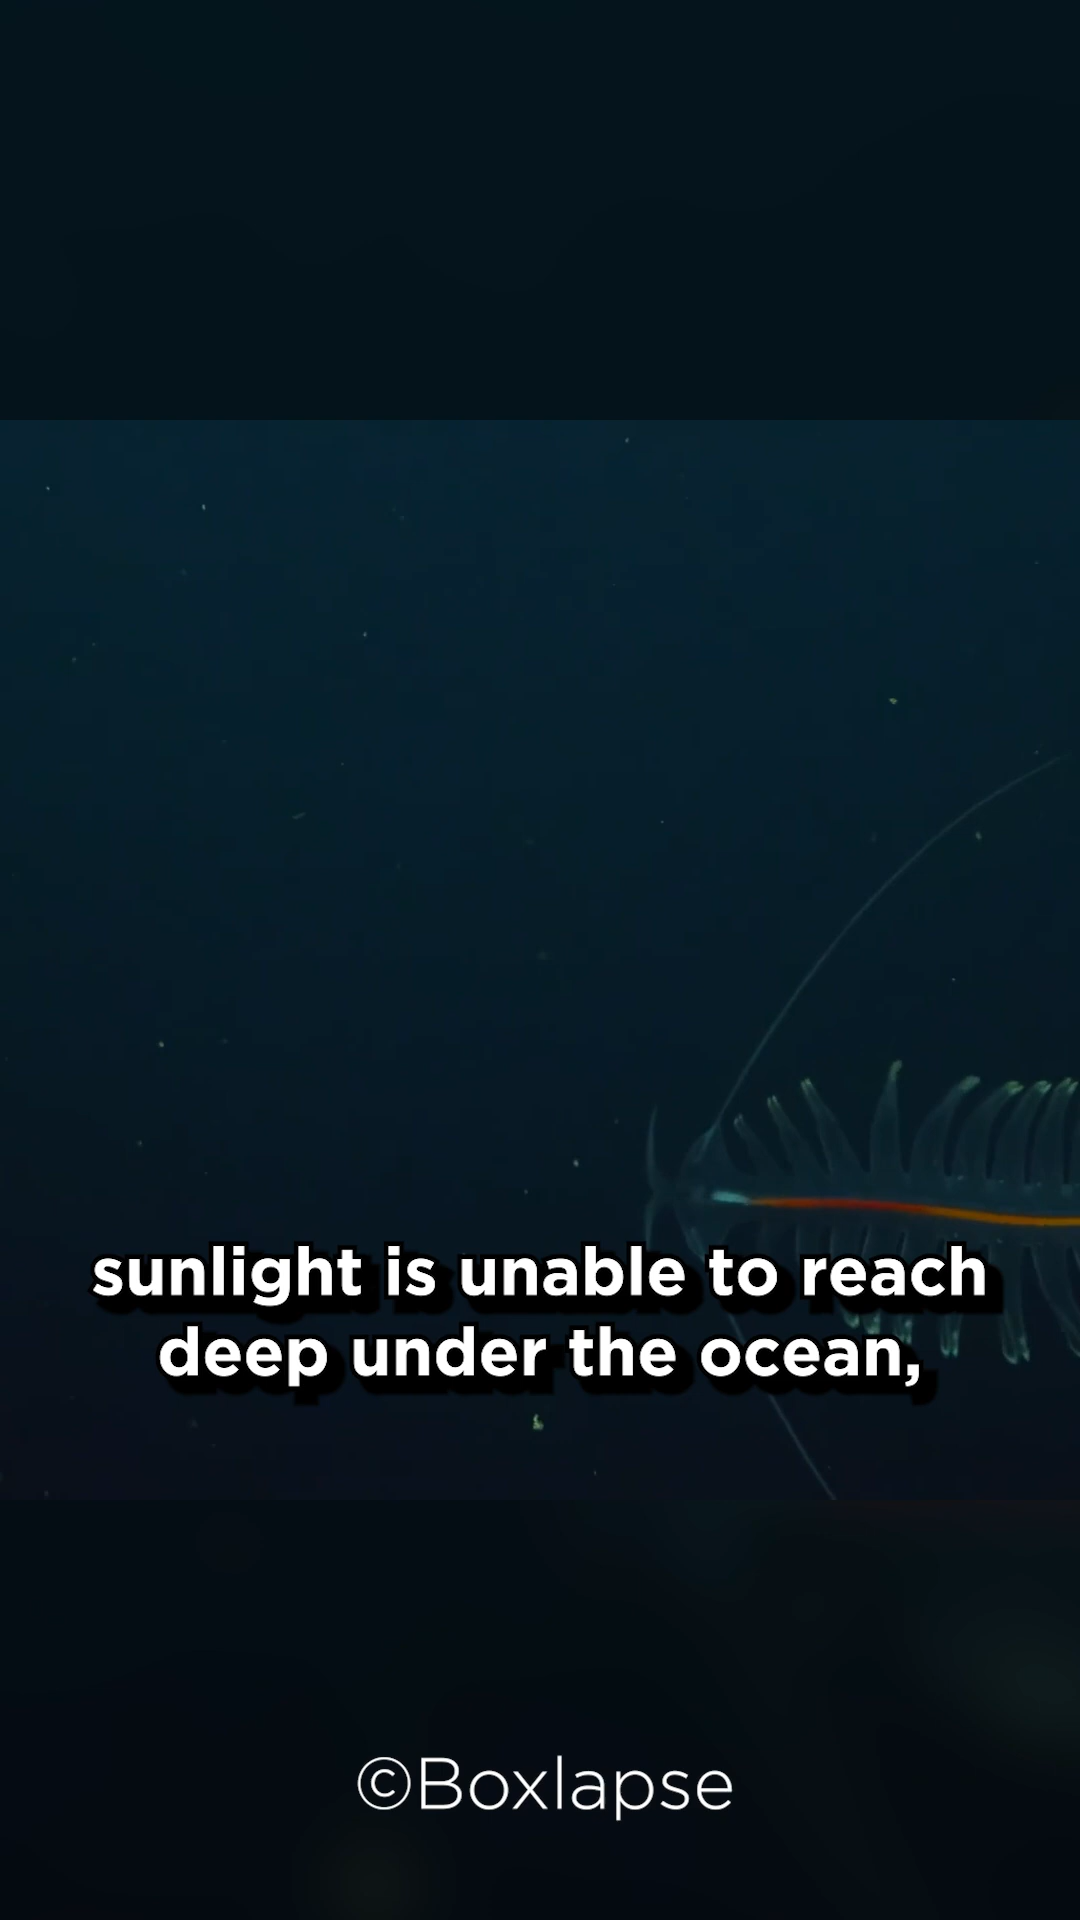 sunlight is unable to reach
deep under the ocean,
©Boxlapse